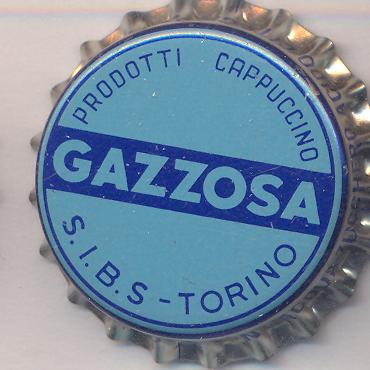 PRODOTTI CAPPUCCINO
GAZZOSA
S.I.B.S - TORINO